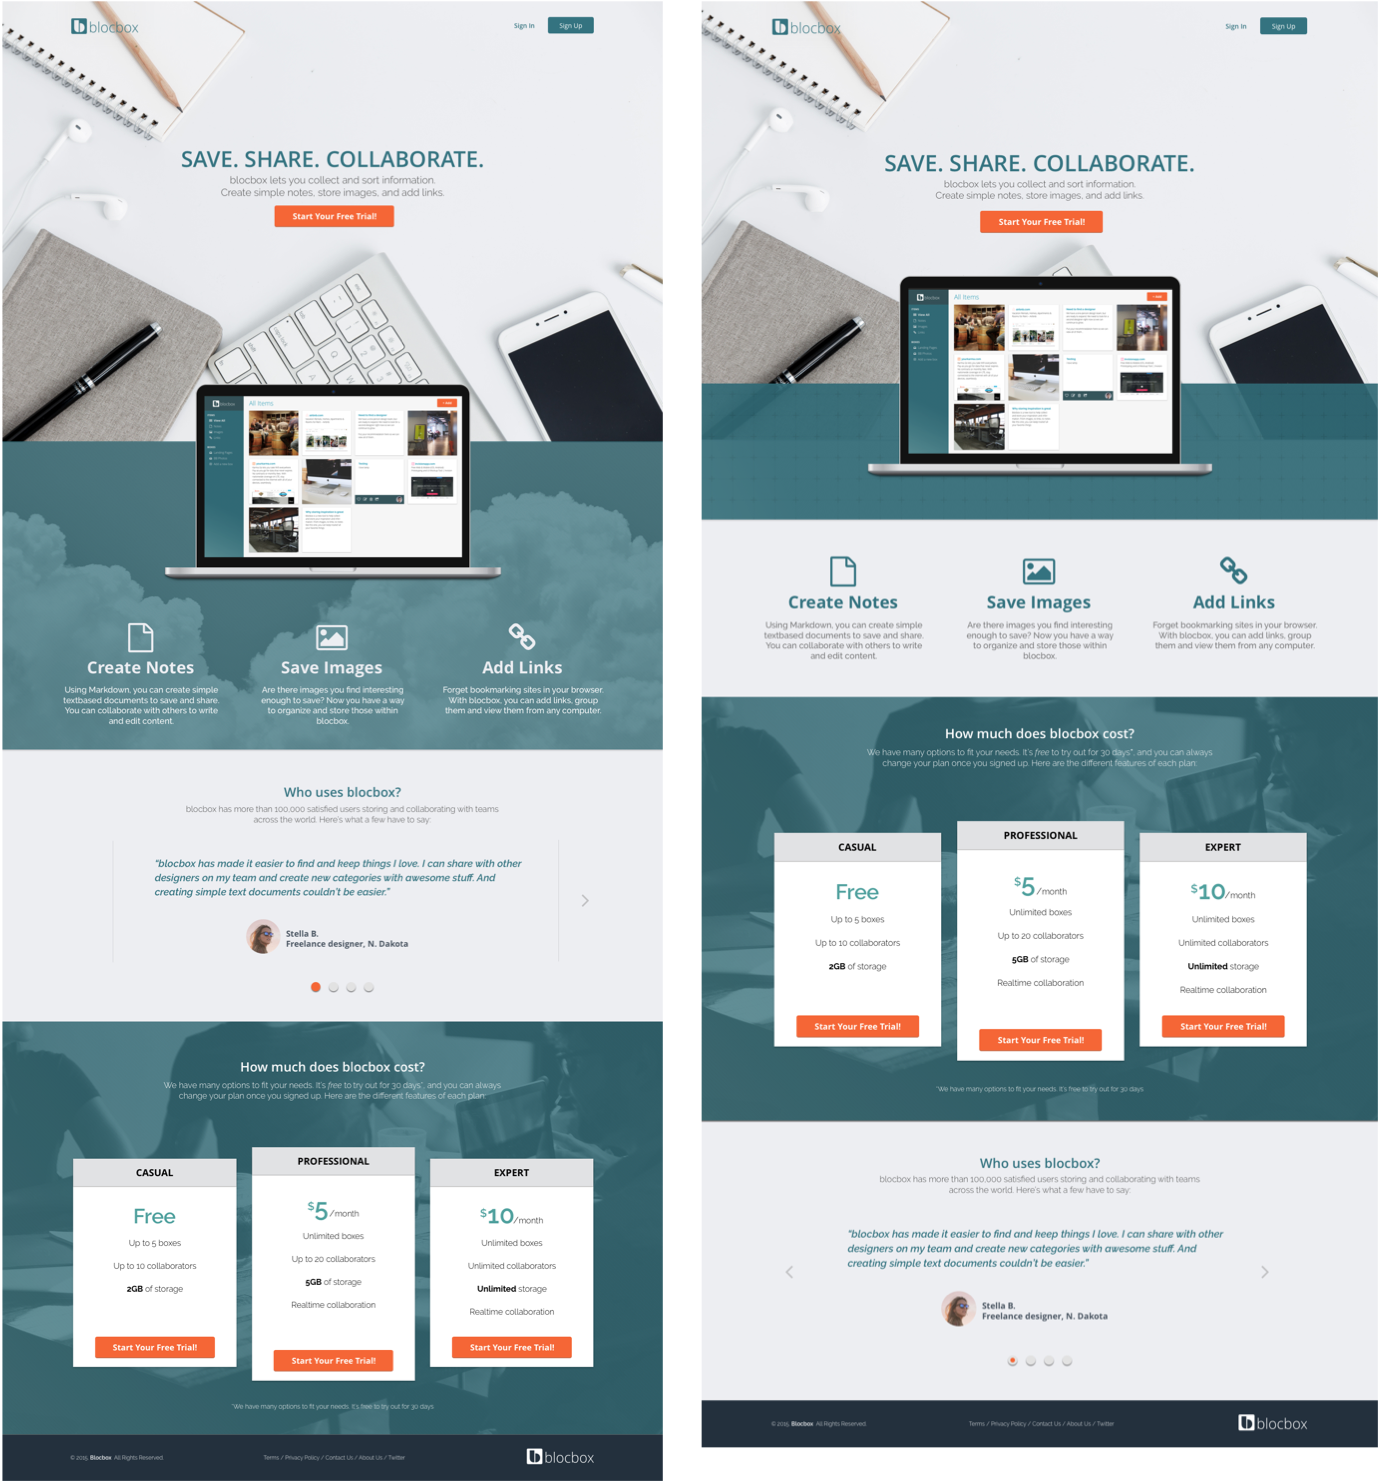 blocbox
Sign In
Sign Up
SAVE. SHARE. COLLABORATE.
blocbox lets you collect and sort information.
Create simple notes, store images, and add links.
Start Your Free Trial!
blocbox
All items
Create Notes
Using Markdown, you can create simple
textbased documents to save and share.
You can collaborate with others to write
and edit content.
Save Images
Are there images you find interesting
enough to save? Now you have a way
to organize and store those within
blocbox.
Add Links
Forget bookmarking sites in your browser.
With blocbox, you can add links, group
them and view them from any computer.
Who uses blocbox?
blocbox has more than 100,000 satisfied users storing and collaborating with teams
across the world. Here's what a few have to say:
"blocbox has made it easier to find and keep things I love. I can share with other
designers on my team and create new categories with awesome stuff. And
creating simple text documents couldn't be easier."
Stella B.
Freelance designer, N. Dakota
How much does blocbox cost?
We have many options to fit your needs. It's free to try out for 30 days*, and you can always
change your plan once you signed up. Here are the different features of each plan:
CASUAL
Free
Up to 5 boxes
Up to 10 collaborators
2GB of storage
Start Your Free Trial!
PROFESSIONAL
$5/month
Unlimited boxes
Up to 20 collaborators
5GB of storage
Realtime collaboration
Start Your Free Trial!
EXPERT
$10/month
Unlimited boxes
Unlimited collaborators
Unlimited storage
Realtime collaboration
Start Your Free Trial!
*We have many options to fit your needs. It's free to try out for 30 days
© 2015 Blocbox All Rights Reserved
Terms / Privacy Policy / Contact Us / About Us / Twitter
blocbox
blocbox
Sign In
Sign Up
SAVE. SHARE. COLLABORATE.
blocbox lets you collect and sort information.
Create simple notes, store images, and add links.
Start Your Free Trial!
blocbox
All items
Create Notes
Using Markdown, you can create simple
textbased documents to save and share.
You can collaborate with others to write
and edit content.
Save Images
Are there images you find interesting
enough to save? Now you have a way
to organize and store those within
blocbox.
Add Links
Forget bookmarking sites in your browser.
With blocbox, you can add links, group
them and view them from any computer.
How much does blocbox cost?
We have many options to fit your needs. It's free to try out for 30 days*, and you can always
change your plan once you signed up. Here are the different features of each plan:
CASUAL
Free
Up to 5 boxes
Up to 10 collaborators
2GB of storage
Start Your Free Trial!
PROFESSIONAL
$5/month
Unlimited boxes
Up to 20 collaborators
5GB of storage
Realtime collaboration
Start Your Free Trial!
EXPERT
$10/month
Unlimited boxes
Unlimited collaborators
Unlimited storage
Realtime collaboration
Start Your Free Trial!
*We have many options to fit your needs. It's free to try out for 30 days
Who uses blocbox?
blocbox has more than 100,000 satisfied users storing and collaborating with teams
across the world. Here's what a few have to say:
"blocbox has made it easier to find and keep things I love. I can share with other
designers on my team and create new categories with awesome stuff. And
creating simple text documents couldn't be easier."
Stella B.
Freelance designer, N. Dakota
© 2015 Blocbox All Rights Reserved
Terms / Privacy Policy / Contact Us / About Us / Twitter
blocbox